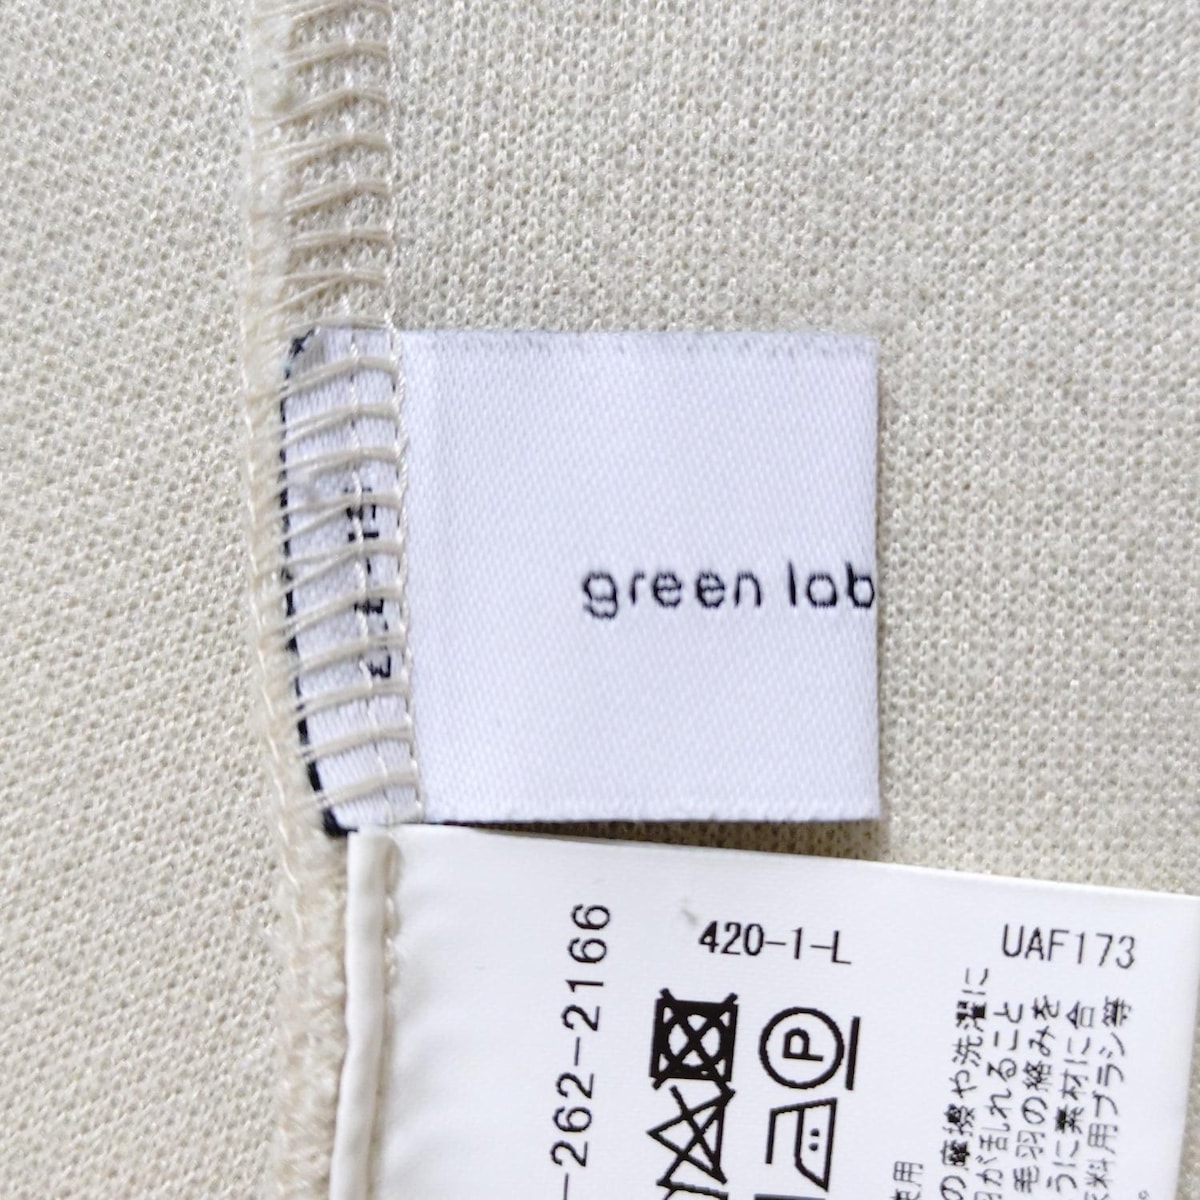 green lab
420-1-L
UAF173
-262-2166
の摩擦や洗濯に
が乱れること
毛羽の絡みを
うに素材に合
料用ブラシ等
使用